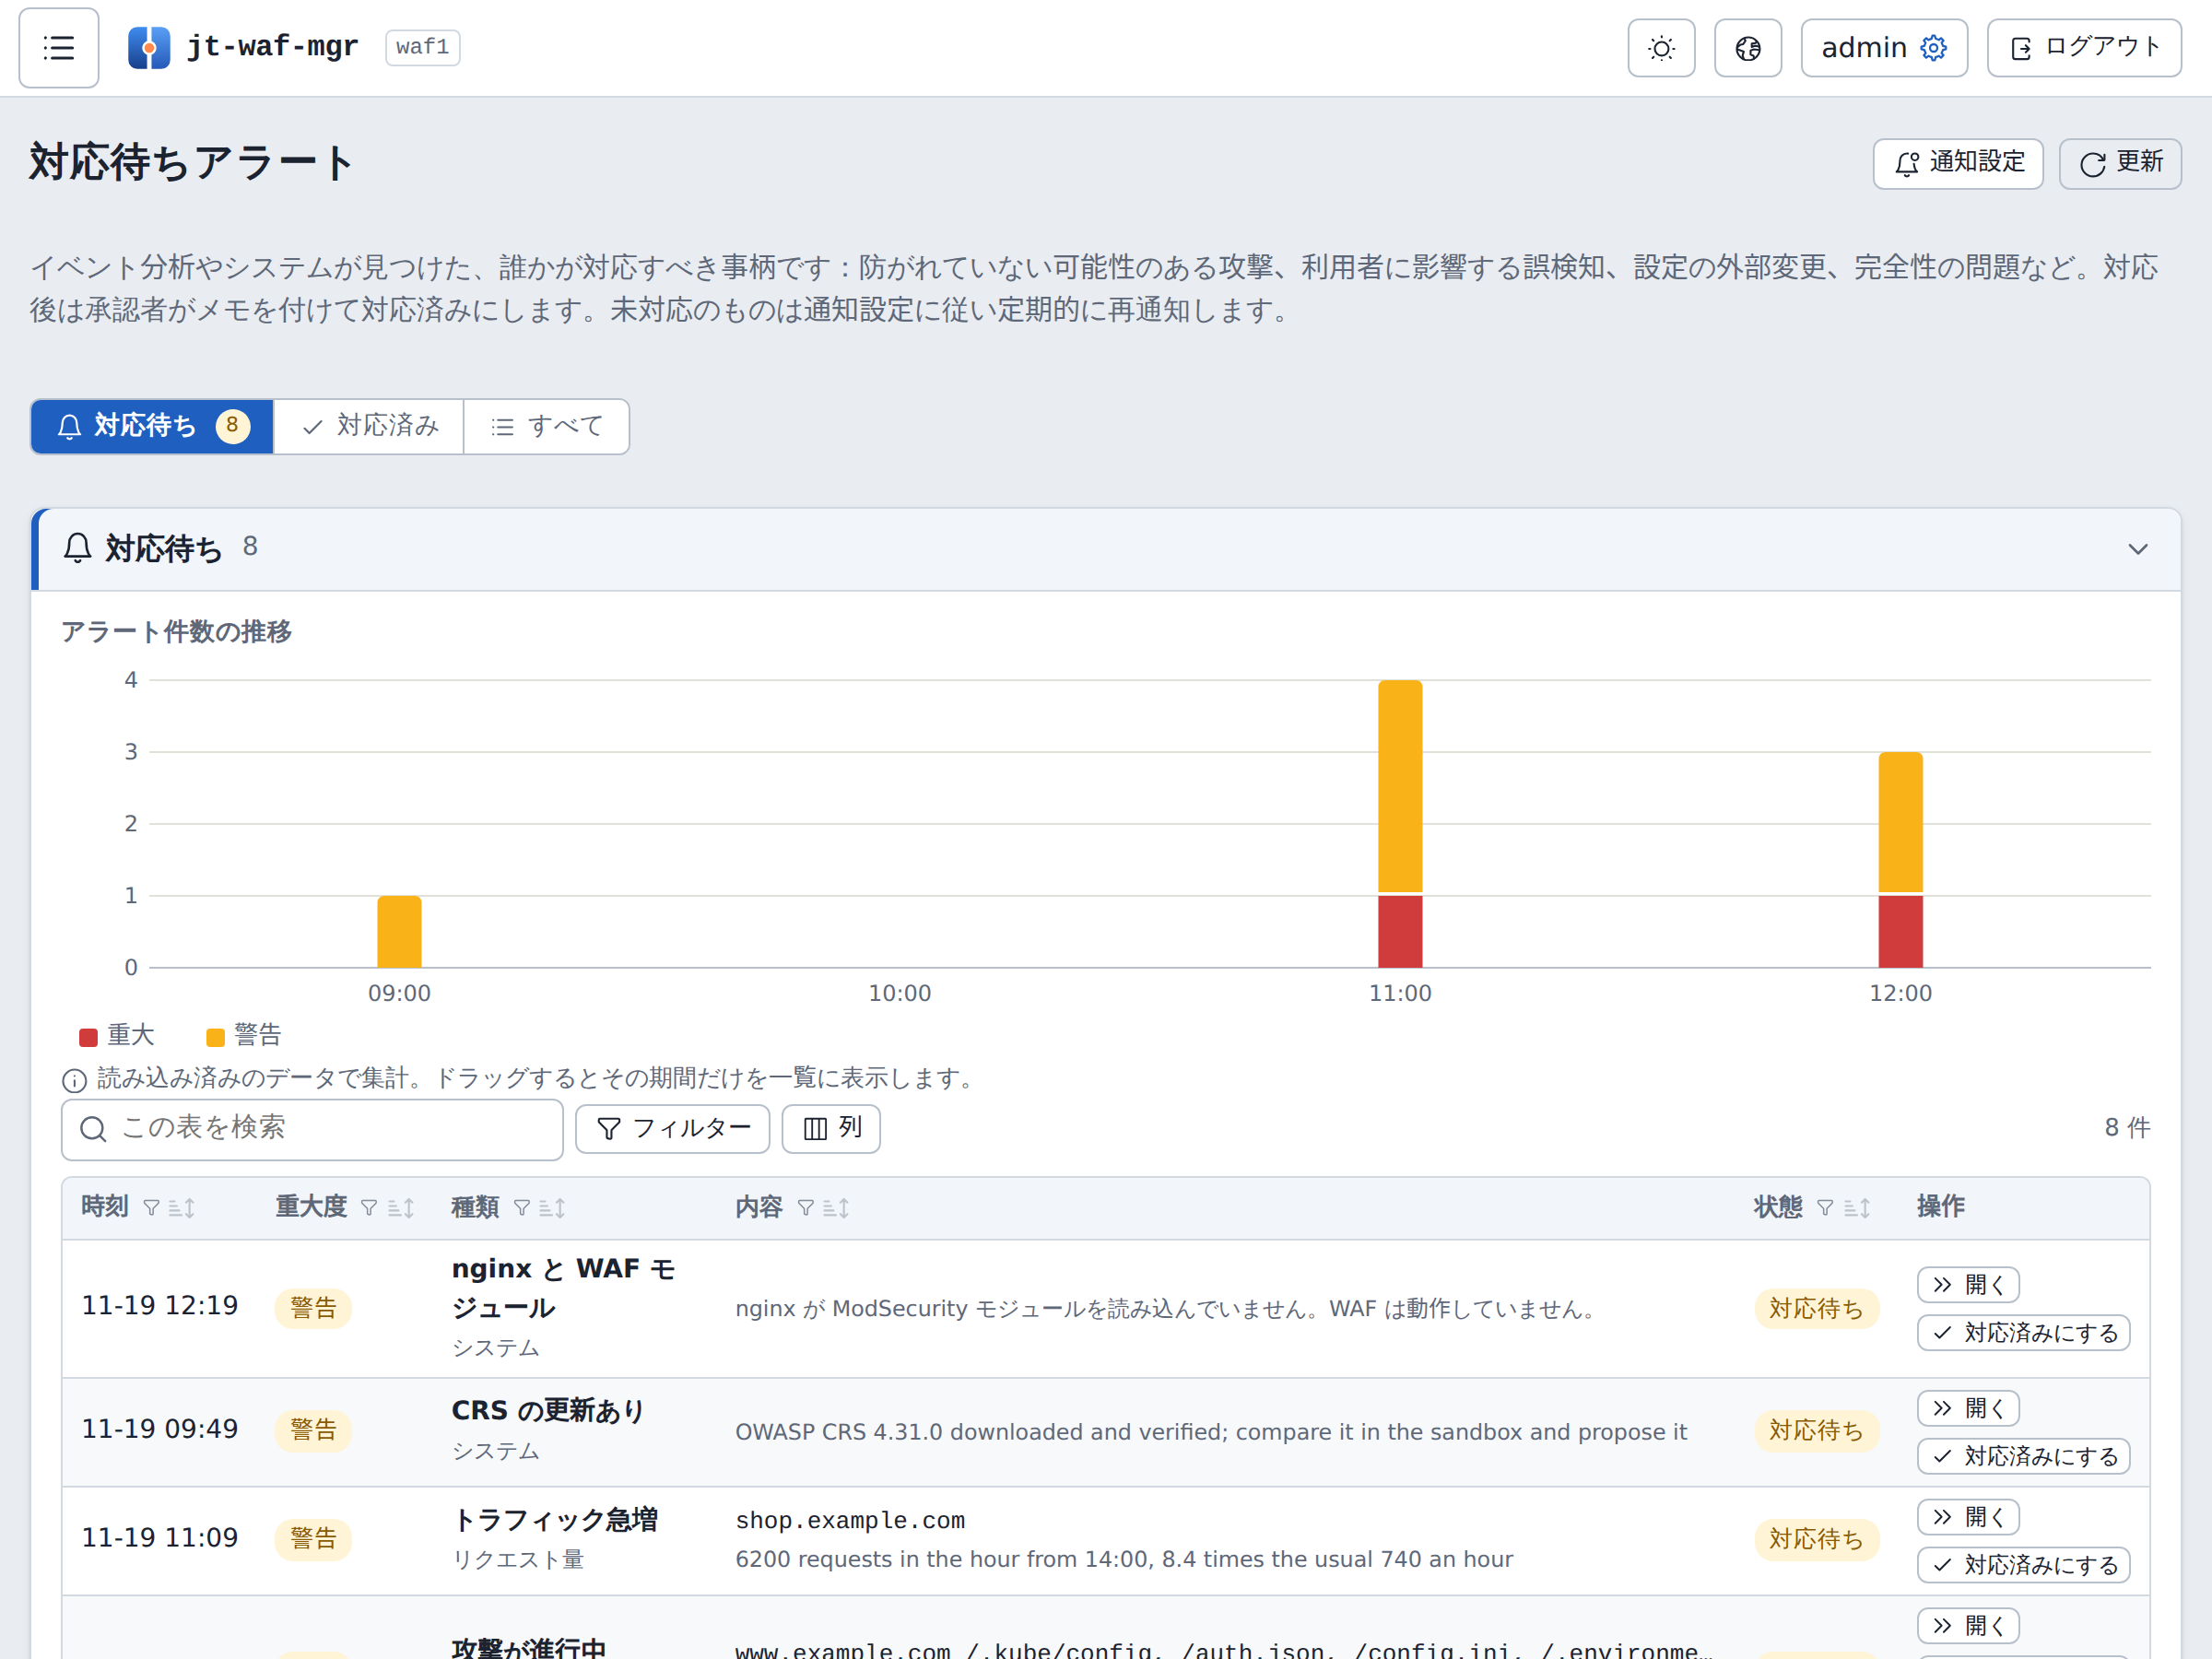 jt-waf-mgr waf1 admin ログアウト
対応待ちアラート 通知設定 更新
イベント分析やシステムが見つけた、誰かが対応すべき事柄です：防がれていない可能性のある攻撃、利用者に影響する誤検知、設定の外部変更、完全性の問題など。対応
後は承認者がメモを付けて対応済みにします。未対応のものは通知設定に従い定期的に再通知します。
対応待ち 8 対応済み すべて
対応待ち 8
アラート件数の推移
4
3
2
1
0
09:00 10:00 11:00 12:00
重大 警告
読み込み済みのデータで集計。ドラッグするとその期間だけを一覧に表示します。
この表を検索 フィルター 列 8 件
時刻 重大度 種類 内容 状態 操作
11-19 12:19 警告 nginx と WAF モ
ジュール
システム
nginx が ModSecurity モジュールを読み込んでいません。WAF は動作していません。
対応待ち
開く
対応済みにする
11-19 09:49 警告 CRS の更新あり
システム
OWASP CRS 4.31.0 downloaded and verified; compare it in the sandbox and propose it
対応待ち
開く
対応済みにする
11-19 11:09 警告 トラフィック急増
リクエスト量
shop.example.com
6200 requests in the hour from 14:00, 8.4 times the usual 740 an hour
対応待ち
開く
対応済みにする
攻撃が進行中
www.example.com /.kube/config, /auth.json, /config.ini, /.environme…
開く